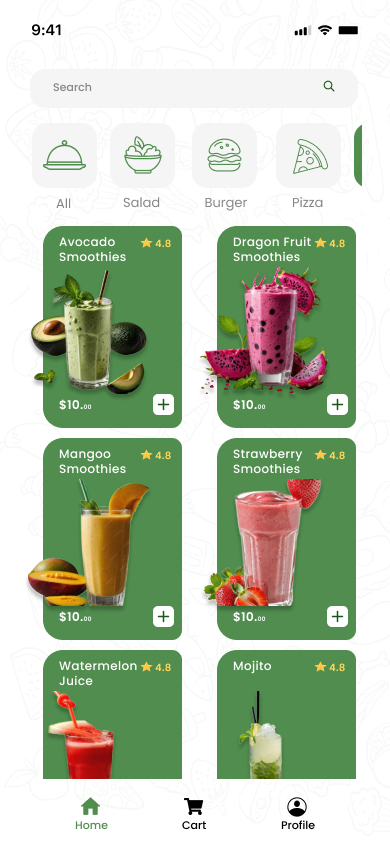 9:41
Search
All
Salad
Burger
Pizza
Avocado
Smoothies
4.8
$10.00
Dragon Fruit
Smoothies
4.8
$10.00
Mangoo
Smoothies
4.8
$10.00
Strawberry
Smoothies
4.8
$10.00
Watermelon
Juice
4.8
Mojito
4.8
Home
Cart
Profile